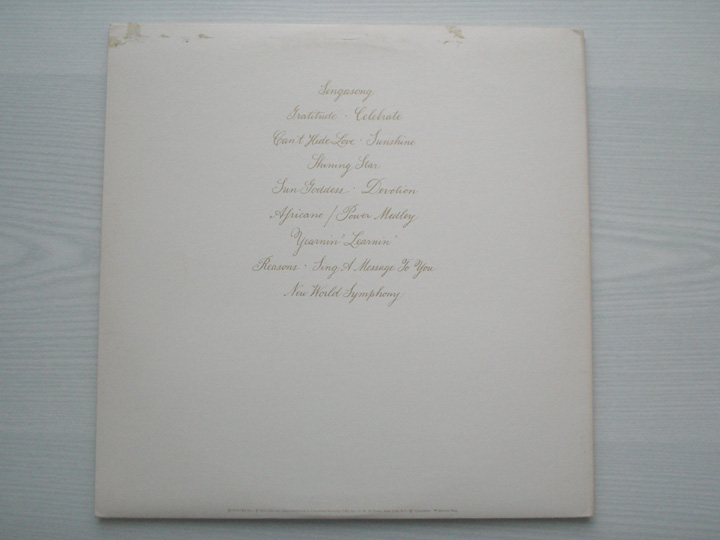 Singasong
Gratitude · Celebrate
Can't Hide Love · Sunshine
Shining Star
Sun Goddess · Devotion
Africano / Power Medley
Yearnin' Learnin'
Reasons · Sing A Message To You
New World Symphony